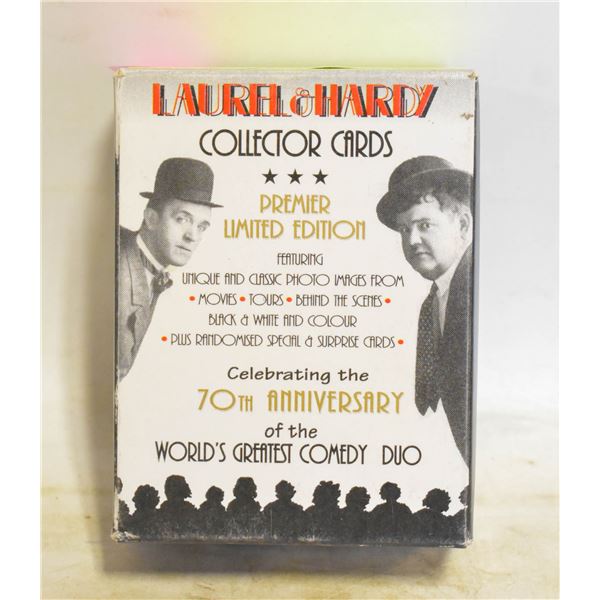 LAUREL & HARDY
COLLECTOR CARDS
★ ★ ★
PREMIER
LIMITED EDITION
FEATURING
UNIQUE AND CLASSIC PHOTO IMAGES FROM
• MOVIES • TOURS • BEHIND THE SCENES •
BLACK & WHITE AND COLOUR
• PLUS RANDOMISED SPECIAL & SURPRISE CARDS •
Celebrating the
70TH ANNIVERSARY
of the
WORLD'S GREATEST COMEDY DUO